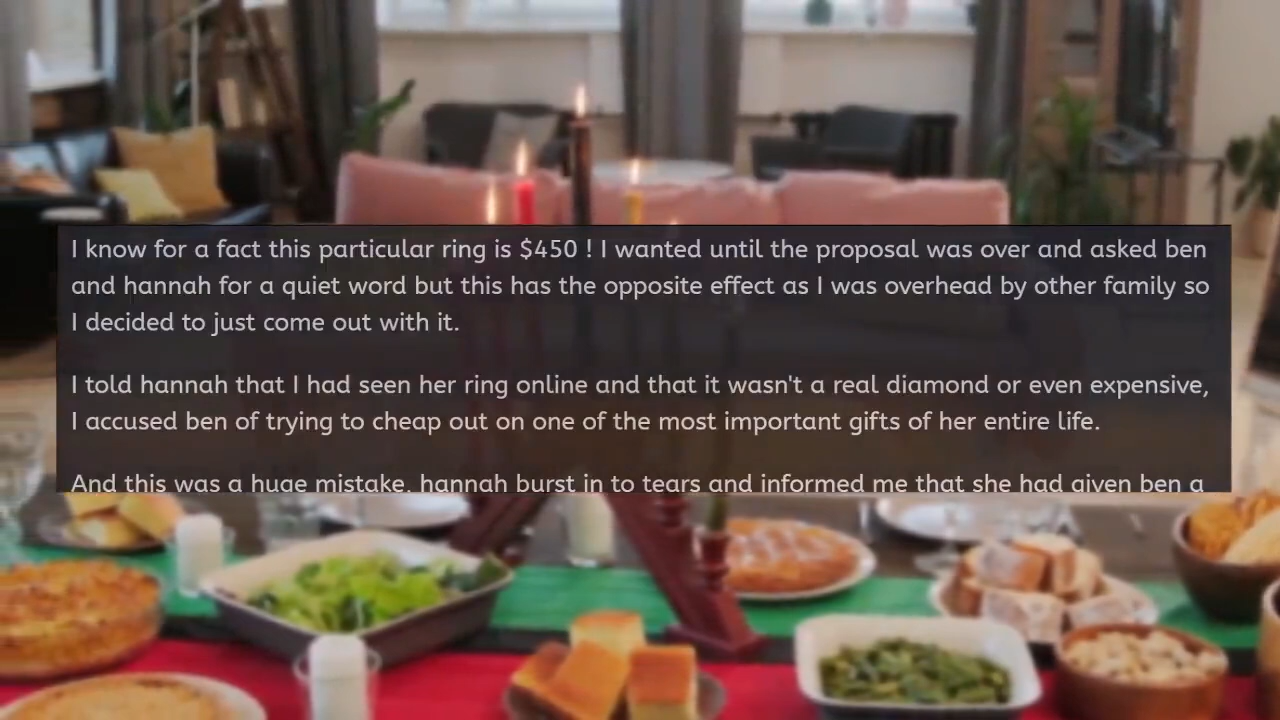 I know for a fact this particular ring is $450 ! I wanted until the proposal was over and asked ben
and hannah for a quiet word but this has the opposite effect as I was overhead by other family so
I decided to just come out with it.
I told hannah that I had seen her ring online and that it wasn't a real diamond or even expensive,
I accused ben of trying to cheap out on one of the most important gifts of her entire life.
And this was a huge mistake, hannah burst in to tears and informed me that she had given ben a